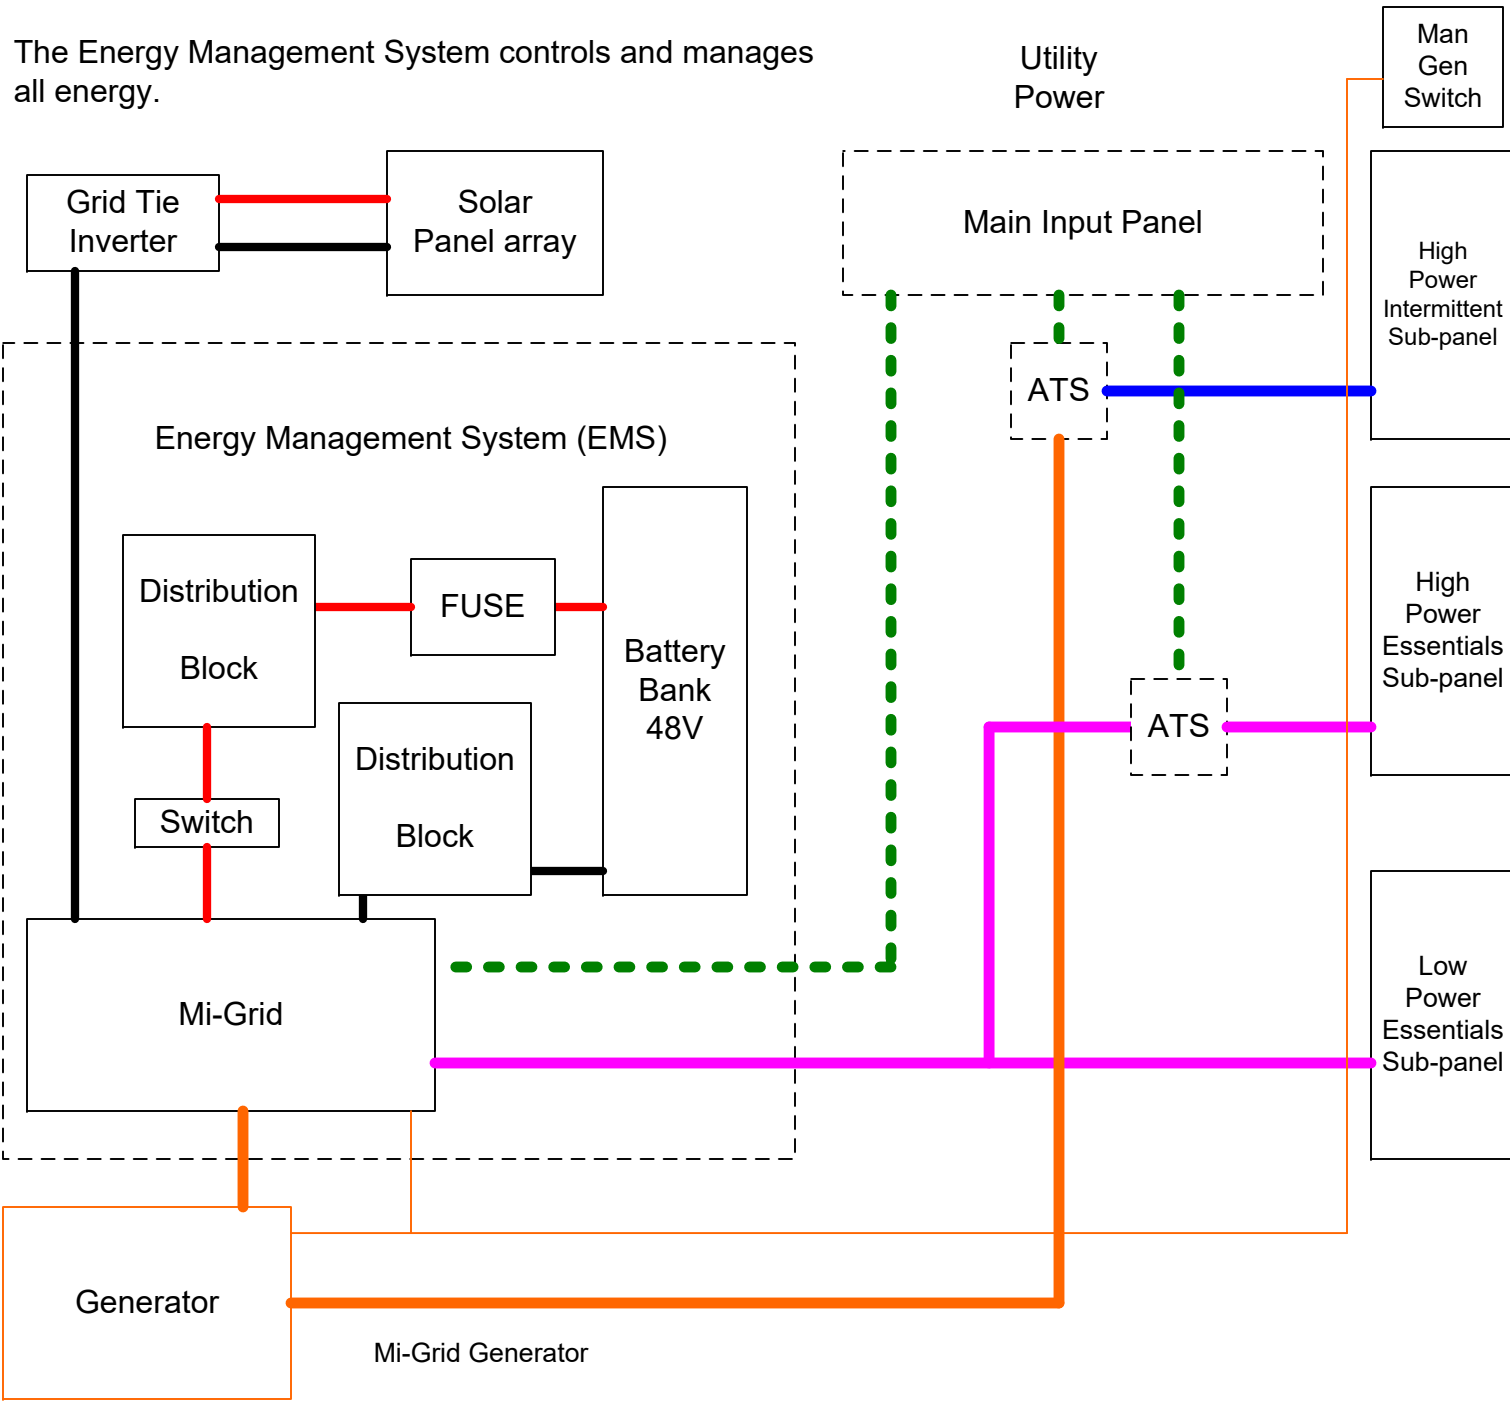 The Energy Management System controls and manages
all energy.
Utility
Power
Man
Gen
Switch
Grid Tie
Inverter
Solar
Panel array
Main Input Panel
High
Power
Intermittent
Sub-panel
ATS
Energy Management System (EMS)
Distribution
Block
FUSE
Battery
Bank
48V
High
Power
Essentials
Sub-panel
ATS
Distribution
Block
Switch
Mi-Grid
Low
Power
Essentials
Sub-panel
Generator
Mi-Grid Generator